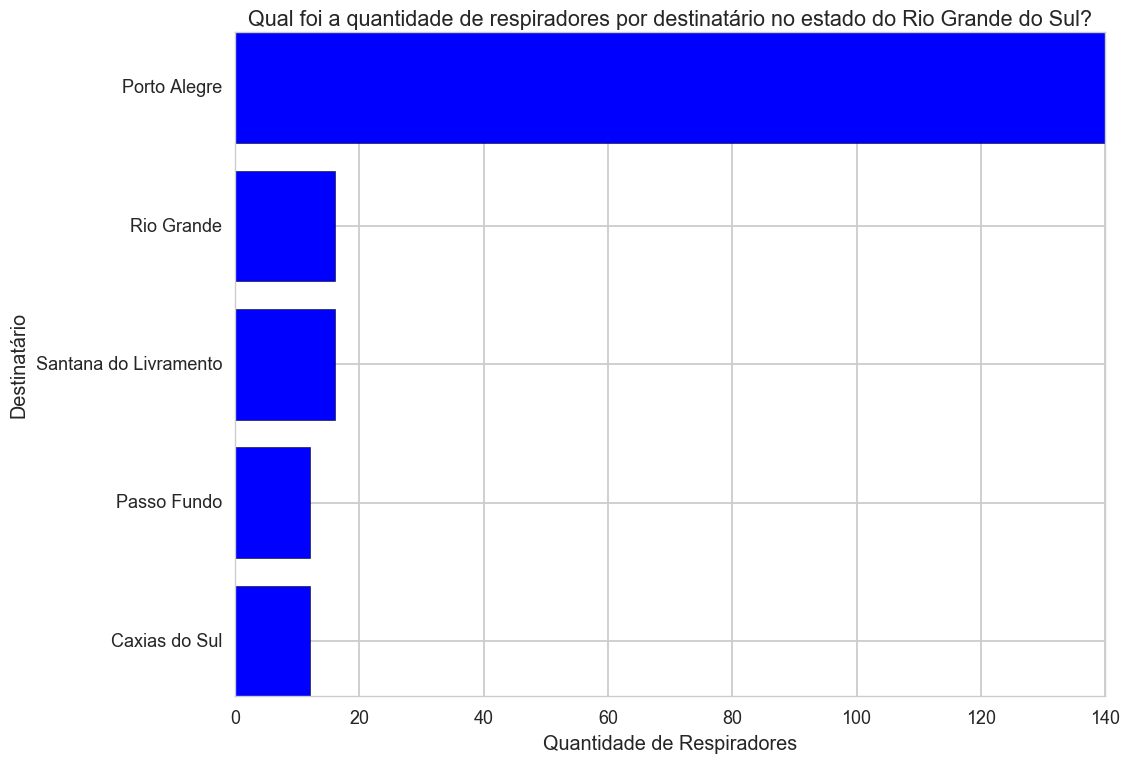 Qual foi a quantidade de respiradores por destinatário no estado do Rio Grande do Sul?
Porto Alegre
Rio Grande
Santana do Livramento
Passo Fundo
Caxias do Sul
Destinatário
0 20 40 60 80 100 120 140
Quantidade de Respiradores